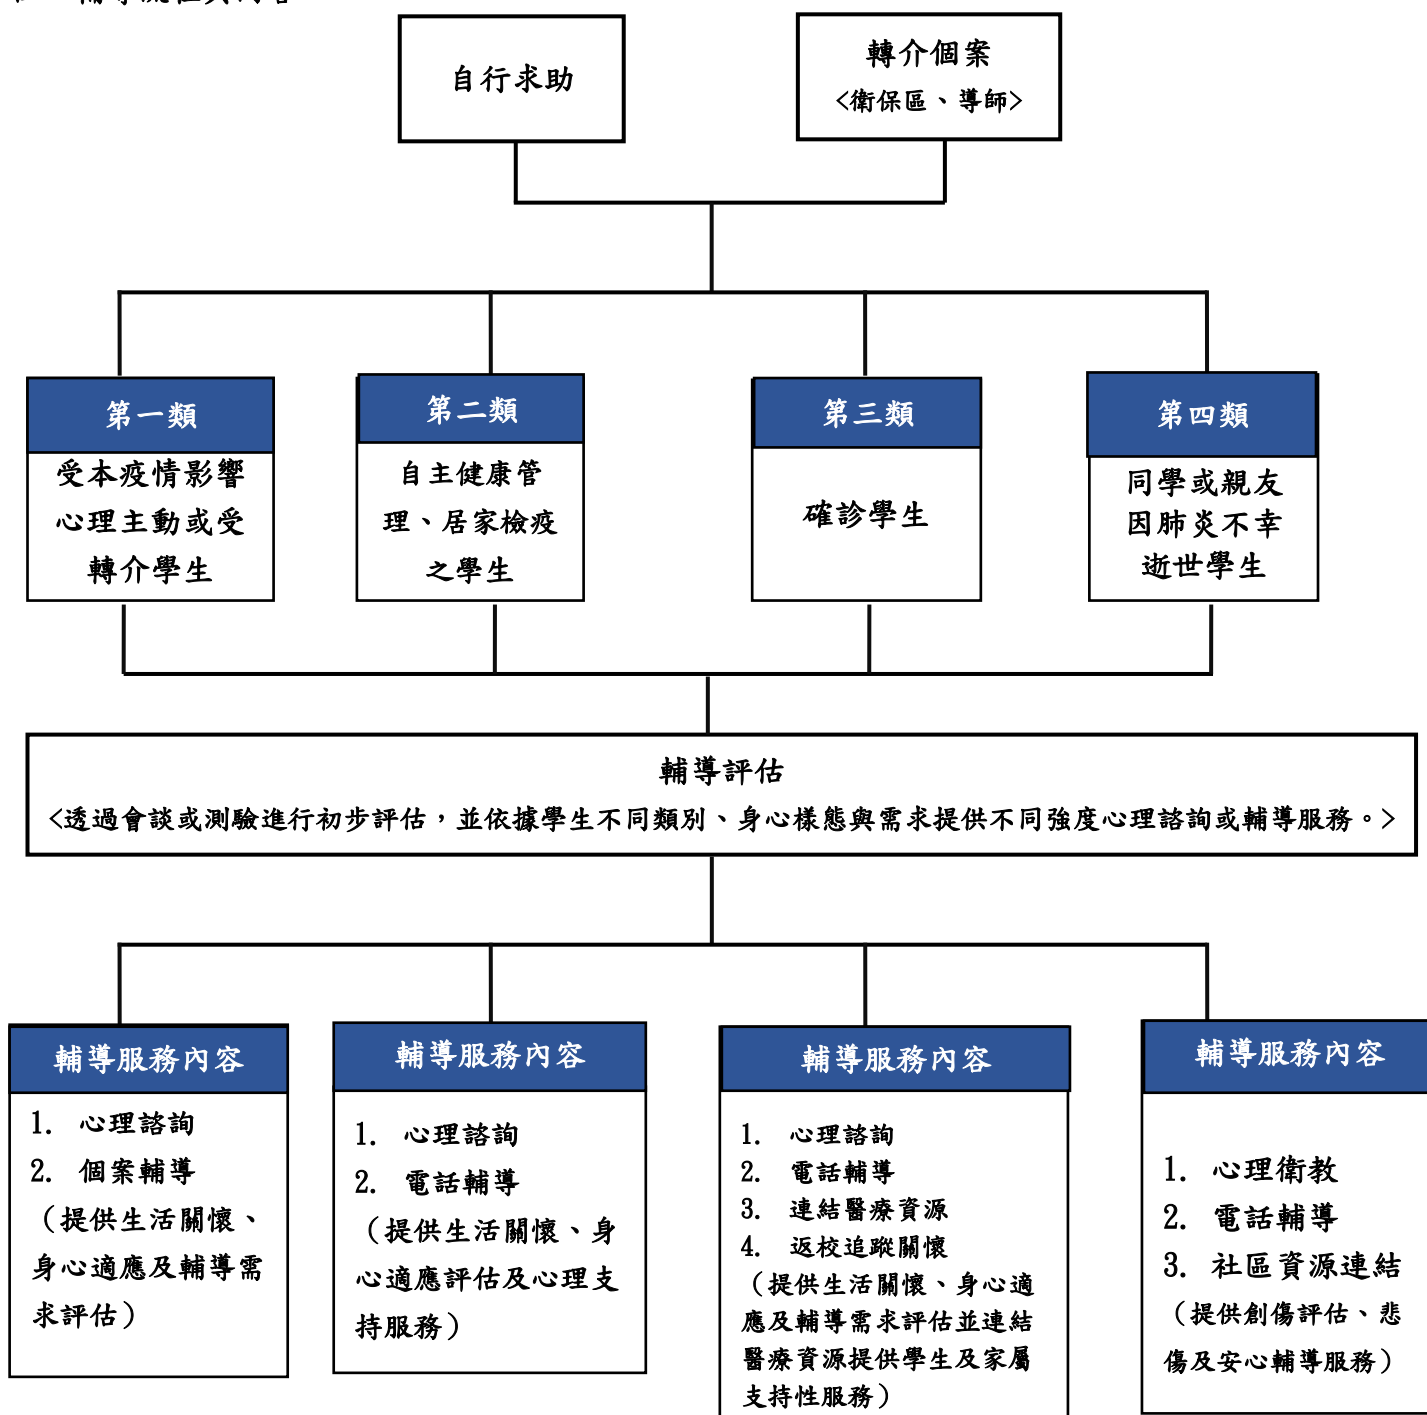 自行求助
轉介個案
<衛保區、導師>
第一類
受本疫情影響
心理主動或受
轉介學生
第二類
自主健康管
理、居家檢疫
之學生
第三類
確診學生
第四類
同學或親友
因肺炎不幸
逝世學生
輔導評估
<透過會談或測驗進行初步評估，並依據學生不同類別、身心樣態與需求提供不同強度心理諮詢或輔導服務。>
輔導服務內容
1. 心理諮詢
2. 個案輔導
（提供生活關懷、
身心適應及輔導需
求評估）
輔導服務內容
1. 心理諮詢
2. 電話輔導
（提供生活關懷、身
心適應評估及心理支
持服務）
輔導服務內容
1. 心理諮詢
2. 電話輔導
3. 連結醫療資源
4. 返校追蹤關懷
（提供生活關懷、身心適
應及輔導需求評估並連結
醫療資源提供學生及家屬
支持性服務）
輔導服務內容
1. 心理衛教
2. 電話輔導
3. 社區資源連結
（提供創傷評估、悲
傷及安心輔導服務）